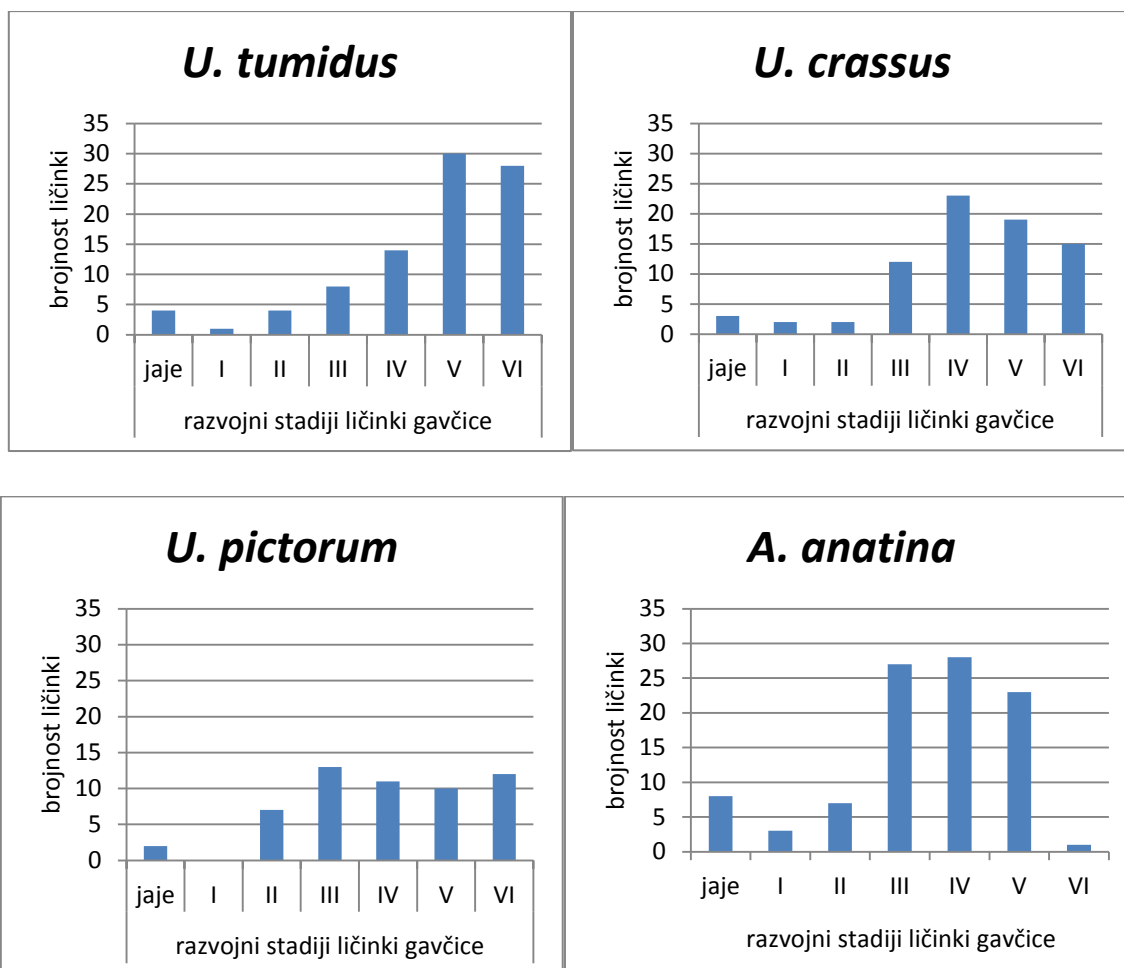 U. tumidus
brojnost ličinki
35
30
25
20
15
10
5
0
jaje I II III IV V VI
razvojni stadiji ličinki gavčice
U. crassus
brojnost ličinki
35
30
25
20
15
10
5
0
jaje I II III IV V VI
razvojni stadiji ličinki gavčice
U. pictorum
brojnost ličinki
35
30
25
20
15
10
5
0
jaje I II III IV V VI
razvojni stadiji ličinki gavčice
A. anatina
brojnost ličinki
35
30
25
20
15
10
5
0
jaje I II III IV V VI
razvojni stadiji ličinki gavčice